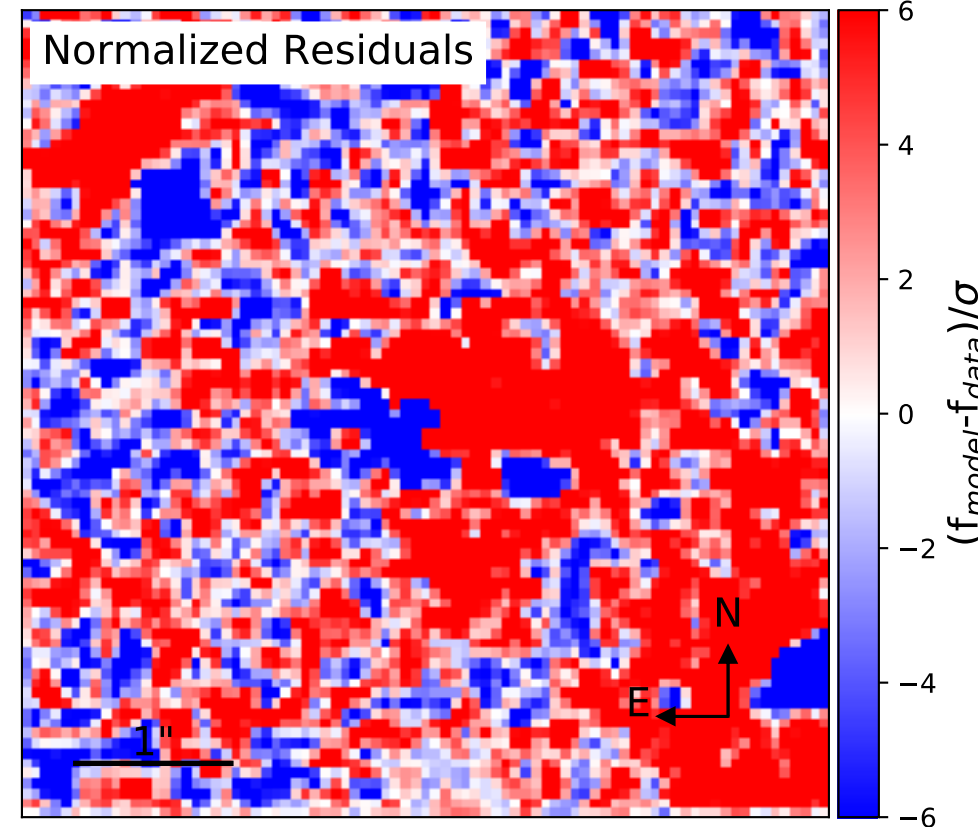 Normalized Residuals
6
4
2
0
−2
−4
−6
(f_model-f_data)/σ
N
E
1"